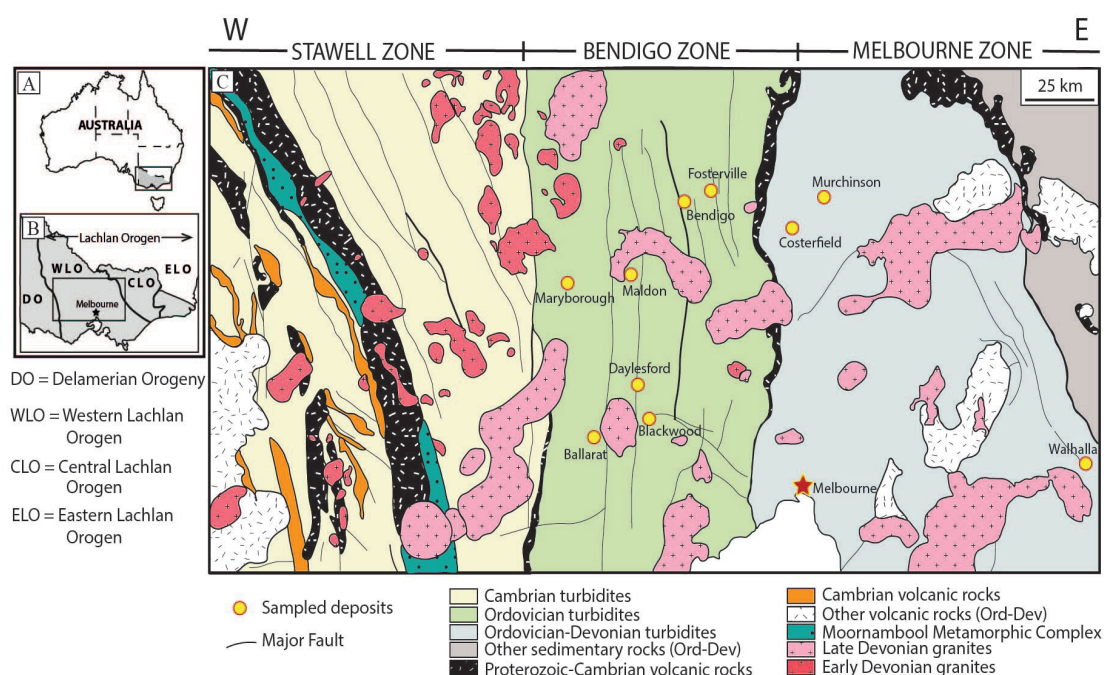 W
E
STAWELL ZONE
BENDIGO ZONE
MELBOURNE ZONE
A
AUSTRALIA
B
Lachlan Orogen
WLO
CLO
ELO
DO
Melbourne
DO = Delamerian Orogeny
WLO = Western Lachlan
Orogen
CLO = Central Lachlan
Orogen
ELO = Eastern Lachlan
Orogen
C
25 km
Fosterville
Bendigo
Murchinson
Costerfield
Maryborough
Maldon
Daylesford
Blackwood
Ballarat
Walhalla
Melbourne
Sampled deposits
Major Fault
Cambrian turbidites
Ordovician turbidites
Ordovician-Devonian turbidites
Other sedimentary rocks (Ord-Dev)
Proterozoic-Cambrian volcanic rocks
Cambrian volcanic rocks
Other volcanic rocks (Ord-Dev)
Moornambool Metamorphic Complex
Late Devonian granites
Early Devonian granites